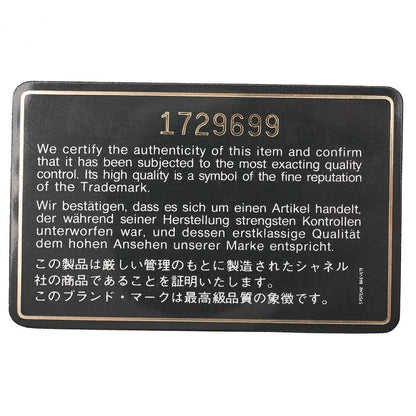 1729699
We certify the authenticity of this item and confirm
that it has been subjected to the most exacting quality
control. Its high quality is a symbol of the fine reputation
of the Trademark.
Wir bestätigen, dass es sich um einen Artikel handelt,
der während seiner Herstellung strengsten Kontrollen
unterworfen war, und dessen erstklassige Qualität
dem hohen Ansehen unserer Marke entspricht.
この製品は厳しい管理のもとに製造されたシャネル
社の商品であることを証明いたします。
このブランド・マークは最高級品質の象徴です。